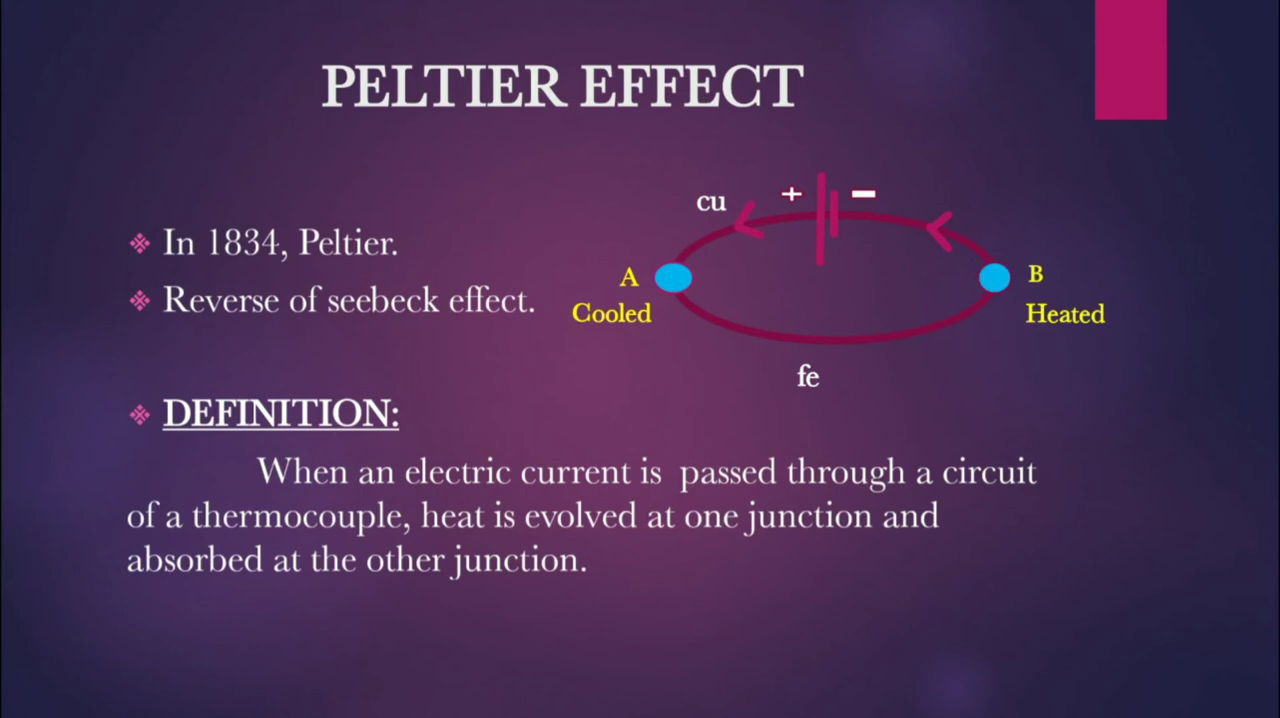 PELTIER EFFECT
In 1834, Peltier.
Reverse of seebeck effect.
cu
+ −
A
Cooled
B
Heated
fe
DEFINITION:
When an electric current is passed through a circuit
of a thermocouple, heat is evolved at one junction and
absorbed at the other junction.